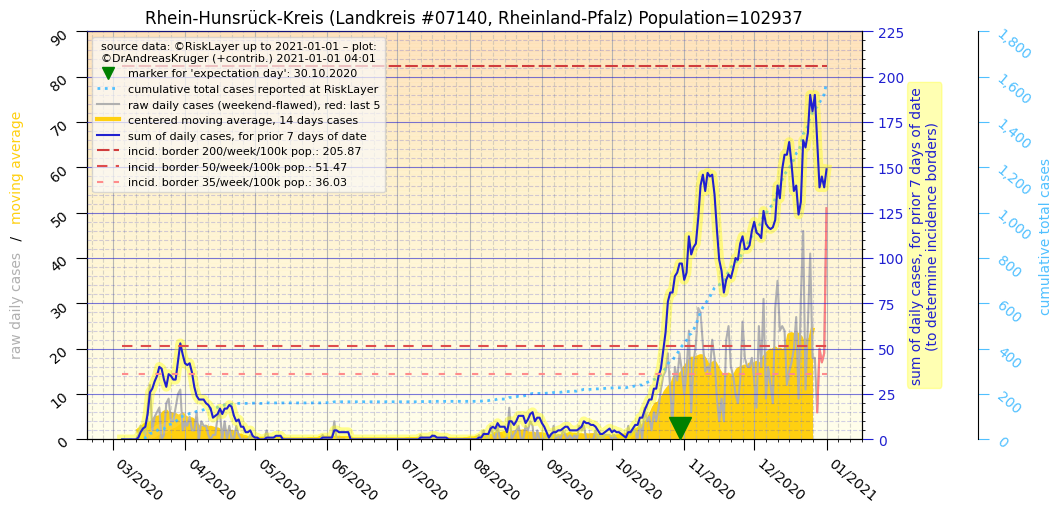 Rhein-Hunsrück-Kreis (Landkreis #07140, Rheinland-Pfalz) Population=102937
source data: ©RiskLayer up to 2021-01-01 – plot:
©DrAndreasKruger (+contrib.) 2021-01-01 04:01
marker for 'expectation day': 30.10.2020
cumulative total cases reported at RiskLayer
raw daily cases (weekend-flawed), red: last 5
centered moving average, 14 days cases
sum of daily cases, for prior 7 days of date
incid. border 200/week/100k pop.: 205.87
incid. border 50/week/100k pop.: 51.47
incid. border 35/week/100k pop.: 36.03
raw daily cases / moving average
90
80
70
60
50
40
30
20
10
0
03/2020
04/2020
05/2020
06/2020
07/2020
08/2020
09/2020
10/2020
11/2020
12/2020
01/2021
225
200
175
150
125
100
75
50
25
0
sum of daily cases, for prior 7 days of date
(to determine incidence borders)
1,800
1,600
1,400
1,200
1,000
800
600
400
200
0
cumulative total cases